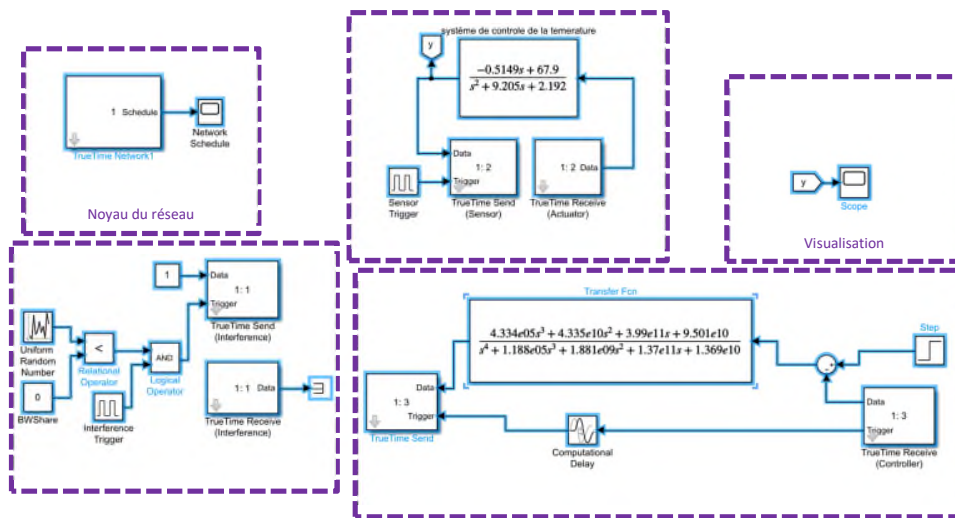 1 Schedule
TrueTime Network1
Network
Schedule
Noyau du réseau
systéme de controle de la temerature
y
−0.5149s + 67.9
s² + 9.205s + 2.192
Data
1: 2
Trigger
Sensor
Trigger
TrueTime Send
(Sensor)
1: 2 Data
TrueTime Receive
(Actuator)
y
Scope
Visualisation
1
Data
1: 1
Trigger
TrueTime Send
(Interference)
Uniform
Random
Number
<
Relational
Operator
AND
Logical
Operator
0
BWShare
Interference
Trigger
1: 1 Data
TrueTime Receive
(Interference)
Transfer Fcn
4.334e05s³ + 4.335e10s² + 3.99e11s + 9.501e10
s⁴ + 1.188e05s³ + 1.881e09s² + 1.37e11s + 1.369e10
Step
Data
1: 3
Trigger
TrueTime Send
Computational
Delay
Data
1: 3
Trigger
TrueTime Receive
(Controller)